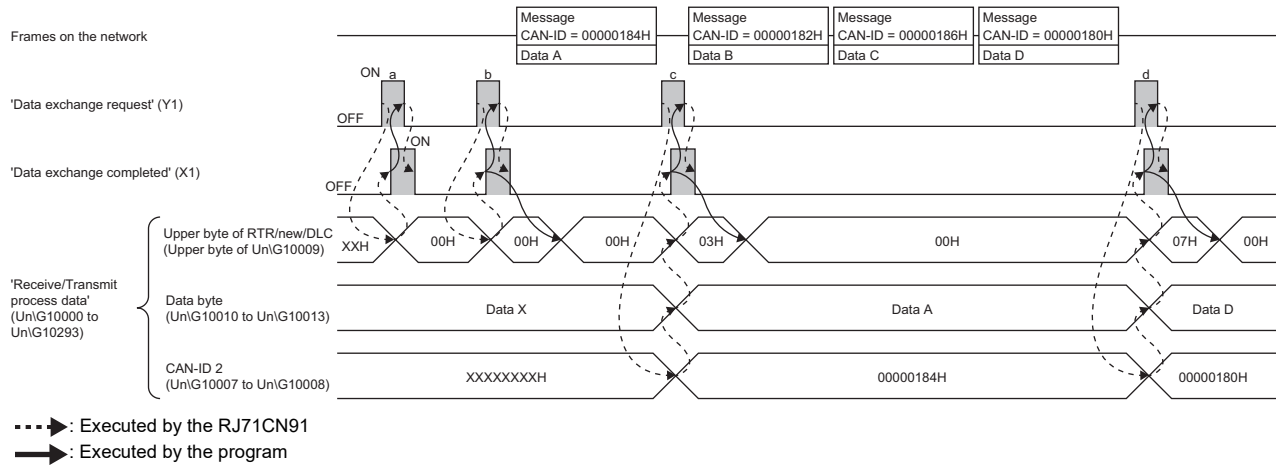 Message
CAN-ID = 00000184H
Data A
Message
CAN-ID = 00000182H
Data B
Message
CAN-ID = 00000186H
Data C
Message
CAN-ID = 00000180H
Data D
Frames on the network
ON a b c d
'Data exchange request' (Y1)
OFF
ON
'Data exchange completed' (X1)
OFF
Upper byte of RTR/new/DLC
(Upper byte of Un\G10009)
XXH 00H 00H 00H 03H 00H 07H 00H
'Receive/Transmit
process data'
(Un\G10000 to
Un\G10293)
Data byte
(Un\G10010 to Un\G10013)
Data X Data A Data D
CAN-ID 2
(Un\G10007 to Un\G10008)
XXXXXXXXH 00000184H 00000180H
: Executed by the RJ71CN91
: Executed by the program